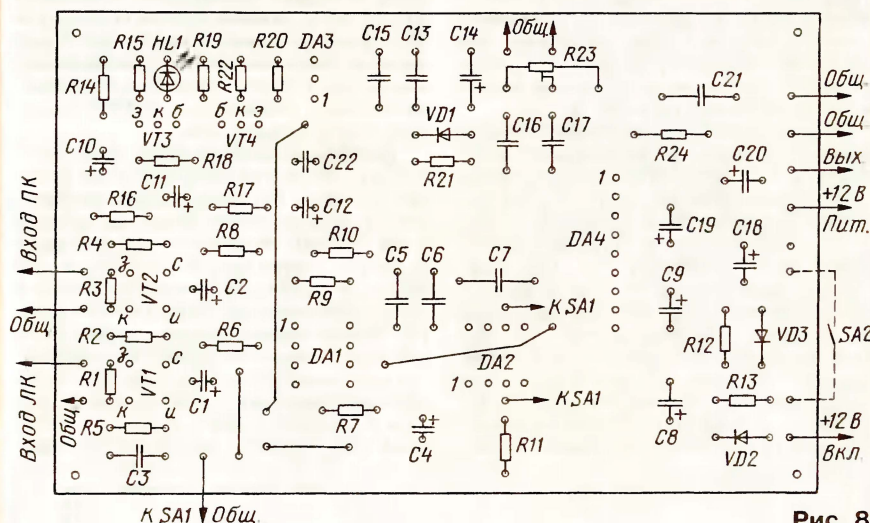 Общ
R15 HL1 R19 R22 R20 DA3 C15 C13 C14 R23
R14
C21
Общ.
э к б б к э 1
VT3 VT4
VD1
C16 C17
Общ
C10 R18 C22 R21 R24 C20
Вых
C11 R17 C12 1
+12 В
Пит.
R16
Вход ПК
R4 R8 R10 DA4 C19 C18
з с
R3 VT2 C2 R9 C5 C6 C7 C9
к и
К SA1
Общ
R2 R6 1 DA1 DA2 R12 VD3 SA2
з с
R1 VT1 C1 1
к и
К SA1
R13
Вход ЛК
Общ
R5 R7 C4 R11 C8 VD2
+12 В
Вкл.
C3
К SA1 Общ.
Рис. 8